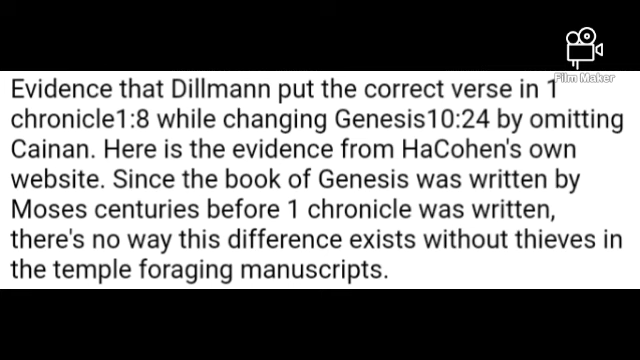 Film Maker
Evidence that Dillmann put the correct verse in 1
chronicle1:8 while changing Genesis10:24 by omitting
Cainan. Here is the evidence from HaCohen's own
website. Since the book of Genesis was written by
Moses centuries before 1 chronicle was written,
there's no way this difference exists without thieves in
the temple foraging manuscripts.